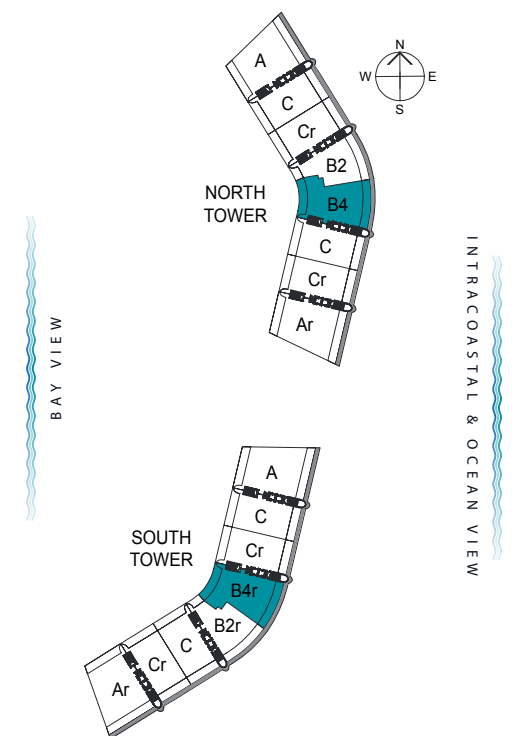 A
C
Cr
B2
B4
C
Cr
Ar
NORTH
TOWER
N
W E
S
BAY VIEW
INTRACOASTAL & OCEAN VIEW
SOUTH
TOWER
A
C
Cr
B4r
B2r
C
Cr
Ar